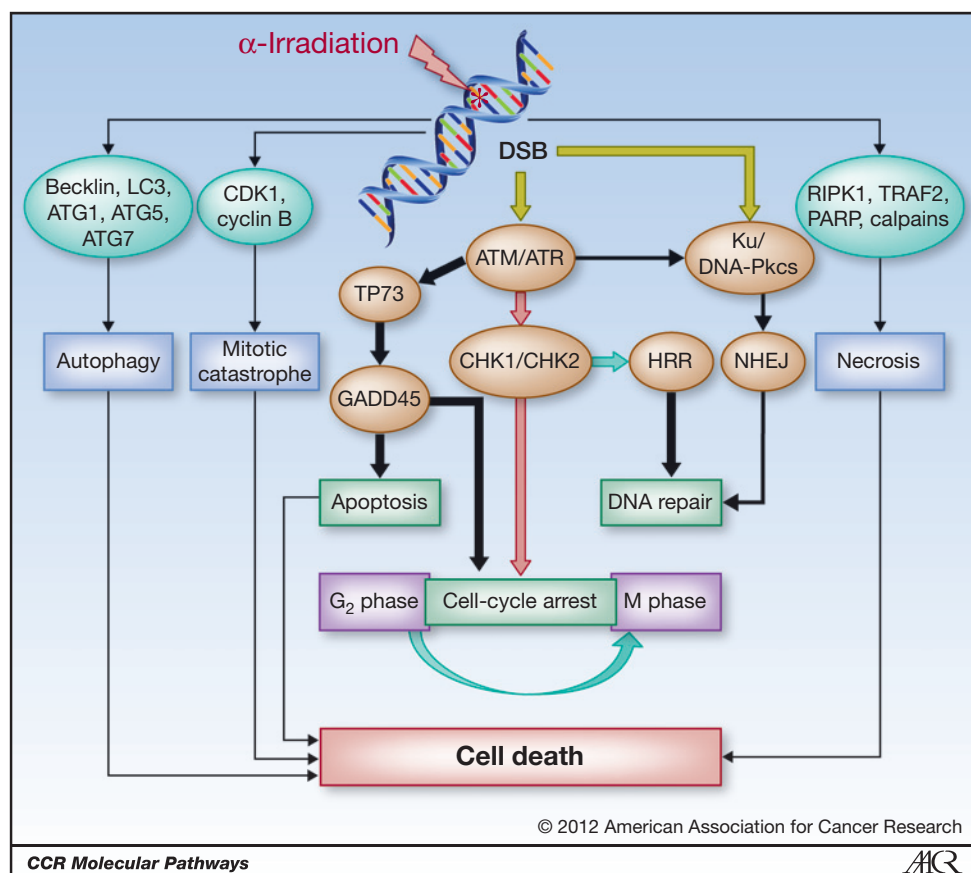 α-Irradiation
DSB
Becklin, LC3,
ATG1, ATG5,
ATG7
CDK1,
cyclin B
RIPK1, TRAF2,
PARP, calpains
ATM/ATR
Ku/
DNA-Pkcs
TP73
Autophagy
Mitotic
catastrophe
CHK1/CHK2
HRR
NHEJ
Necrosis
GADD45
Apoptosis
DNA repair
G₂ phase
Cell-cycle arrest
M phase
Cell death
© 2012 American Association for Cancer Research
CCR Molecular Pathways
AACR